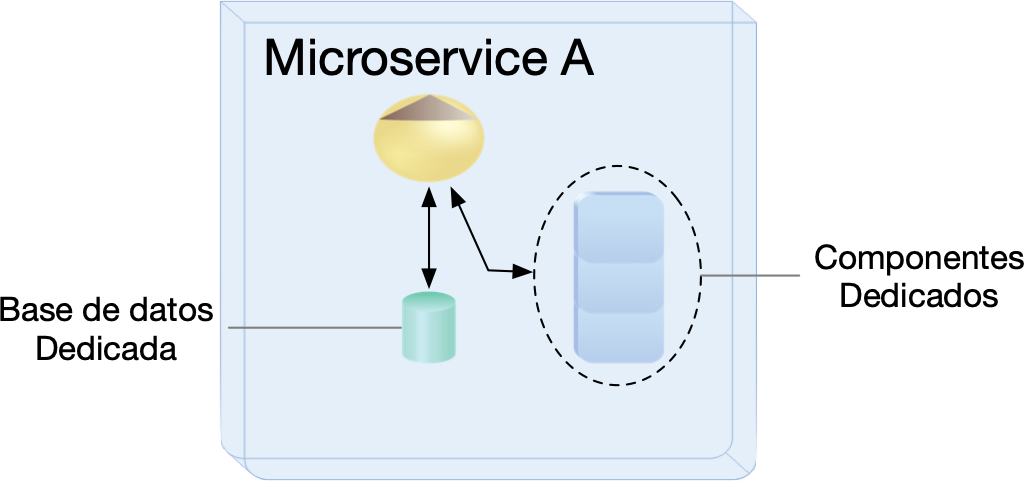 Microservice A
Componentes
Dedicados
Base de datos
Dedicada